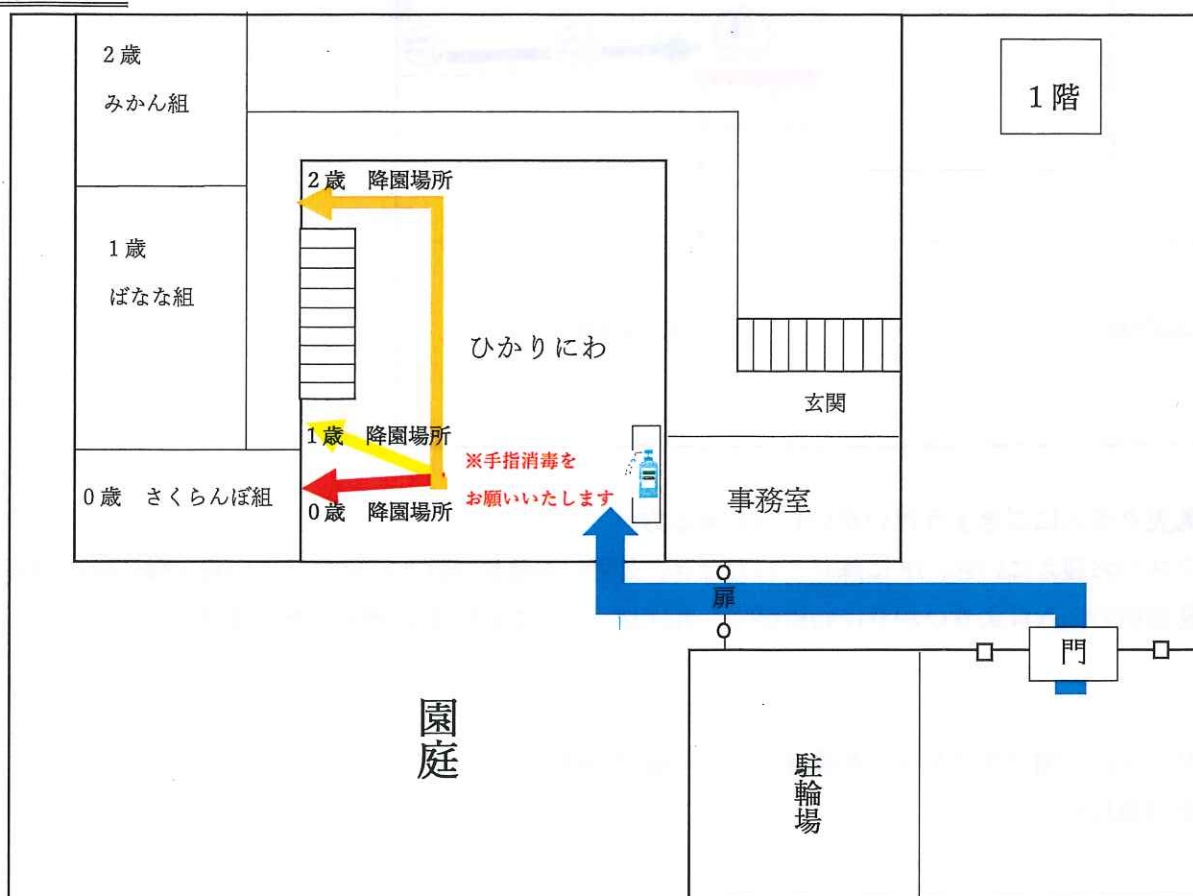 2歳
みかん組
1階
2歳 降園場所
1歳
ばなな組
ひかりにわ
玄関
1歳 降園場所
※手指消毒を
お願いいたします
0歳 さくらんぼ組
0歳 降園場所
事務室
扉
門
園庭
駐輪場